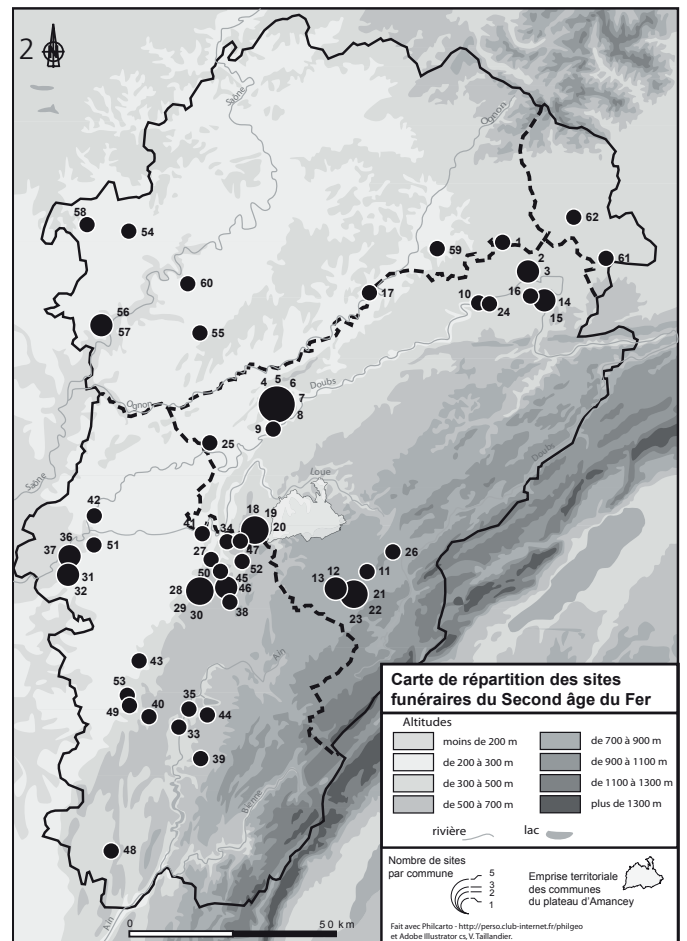 2
N
Saône
Ognon
58
54
62
59
1
61
2
3
60
17
10
24
16
14
15
56
57
55
4 5 6
7
8
9
Doubs
Ognon
25
Doubs
Saône
Loue
42
18 19
20
41
34
47
36
37
51
27
52
26
31
32
50
45
46
12
13
11
28
29
30
38
21
22
23
Ain
43
53
49
40
35
44
33
39
Bienne
48
Ain
0
50 km
Carte de répartition des sites
funéraires du Second âge du Fer
Altitudes
moins de 200 m
de 700 à 900 m
de 200 à 300 m
de 900 à 1100 m
de 300 à 500 m
de 1100 à 1300 m
de 500 à 700 m
plus de 1300 m
rivière
lac
Nombre de sites
par commune
5
3
2
1
Emprise territoriale
des communes
du plateau d'Amancey
Fait avec Philcarto - http://perso.club-internet.fr/philgeo
et Adobe Illustrator cs, V. Taillandier.